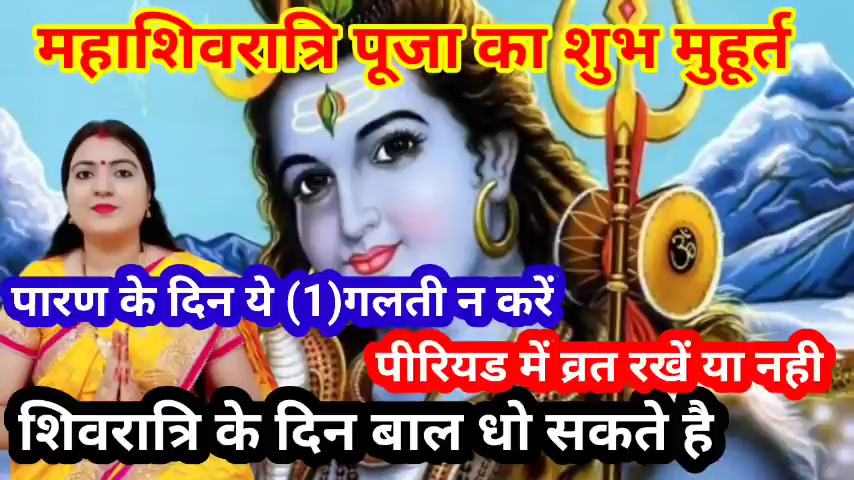 महाशिवरात्रि पूजा का शुभ मुहूर्त
ॐ
पारण के दिन ये (1)गलती न करें
पीरियड में व्रत रखें या नही
शिवरात्रि के दिन बाल धो सकते है